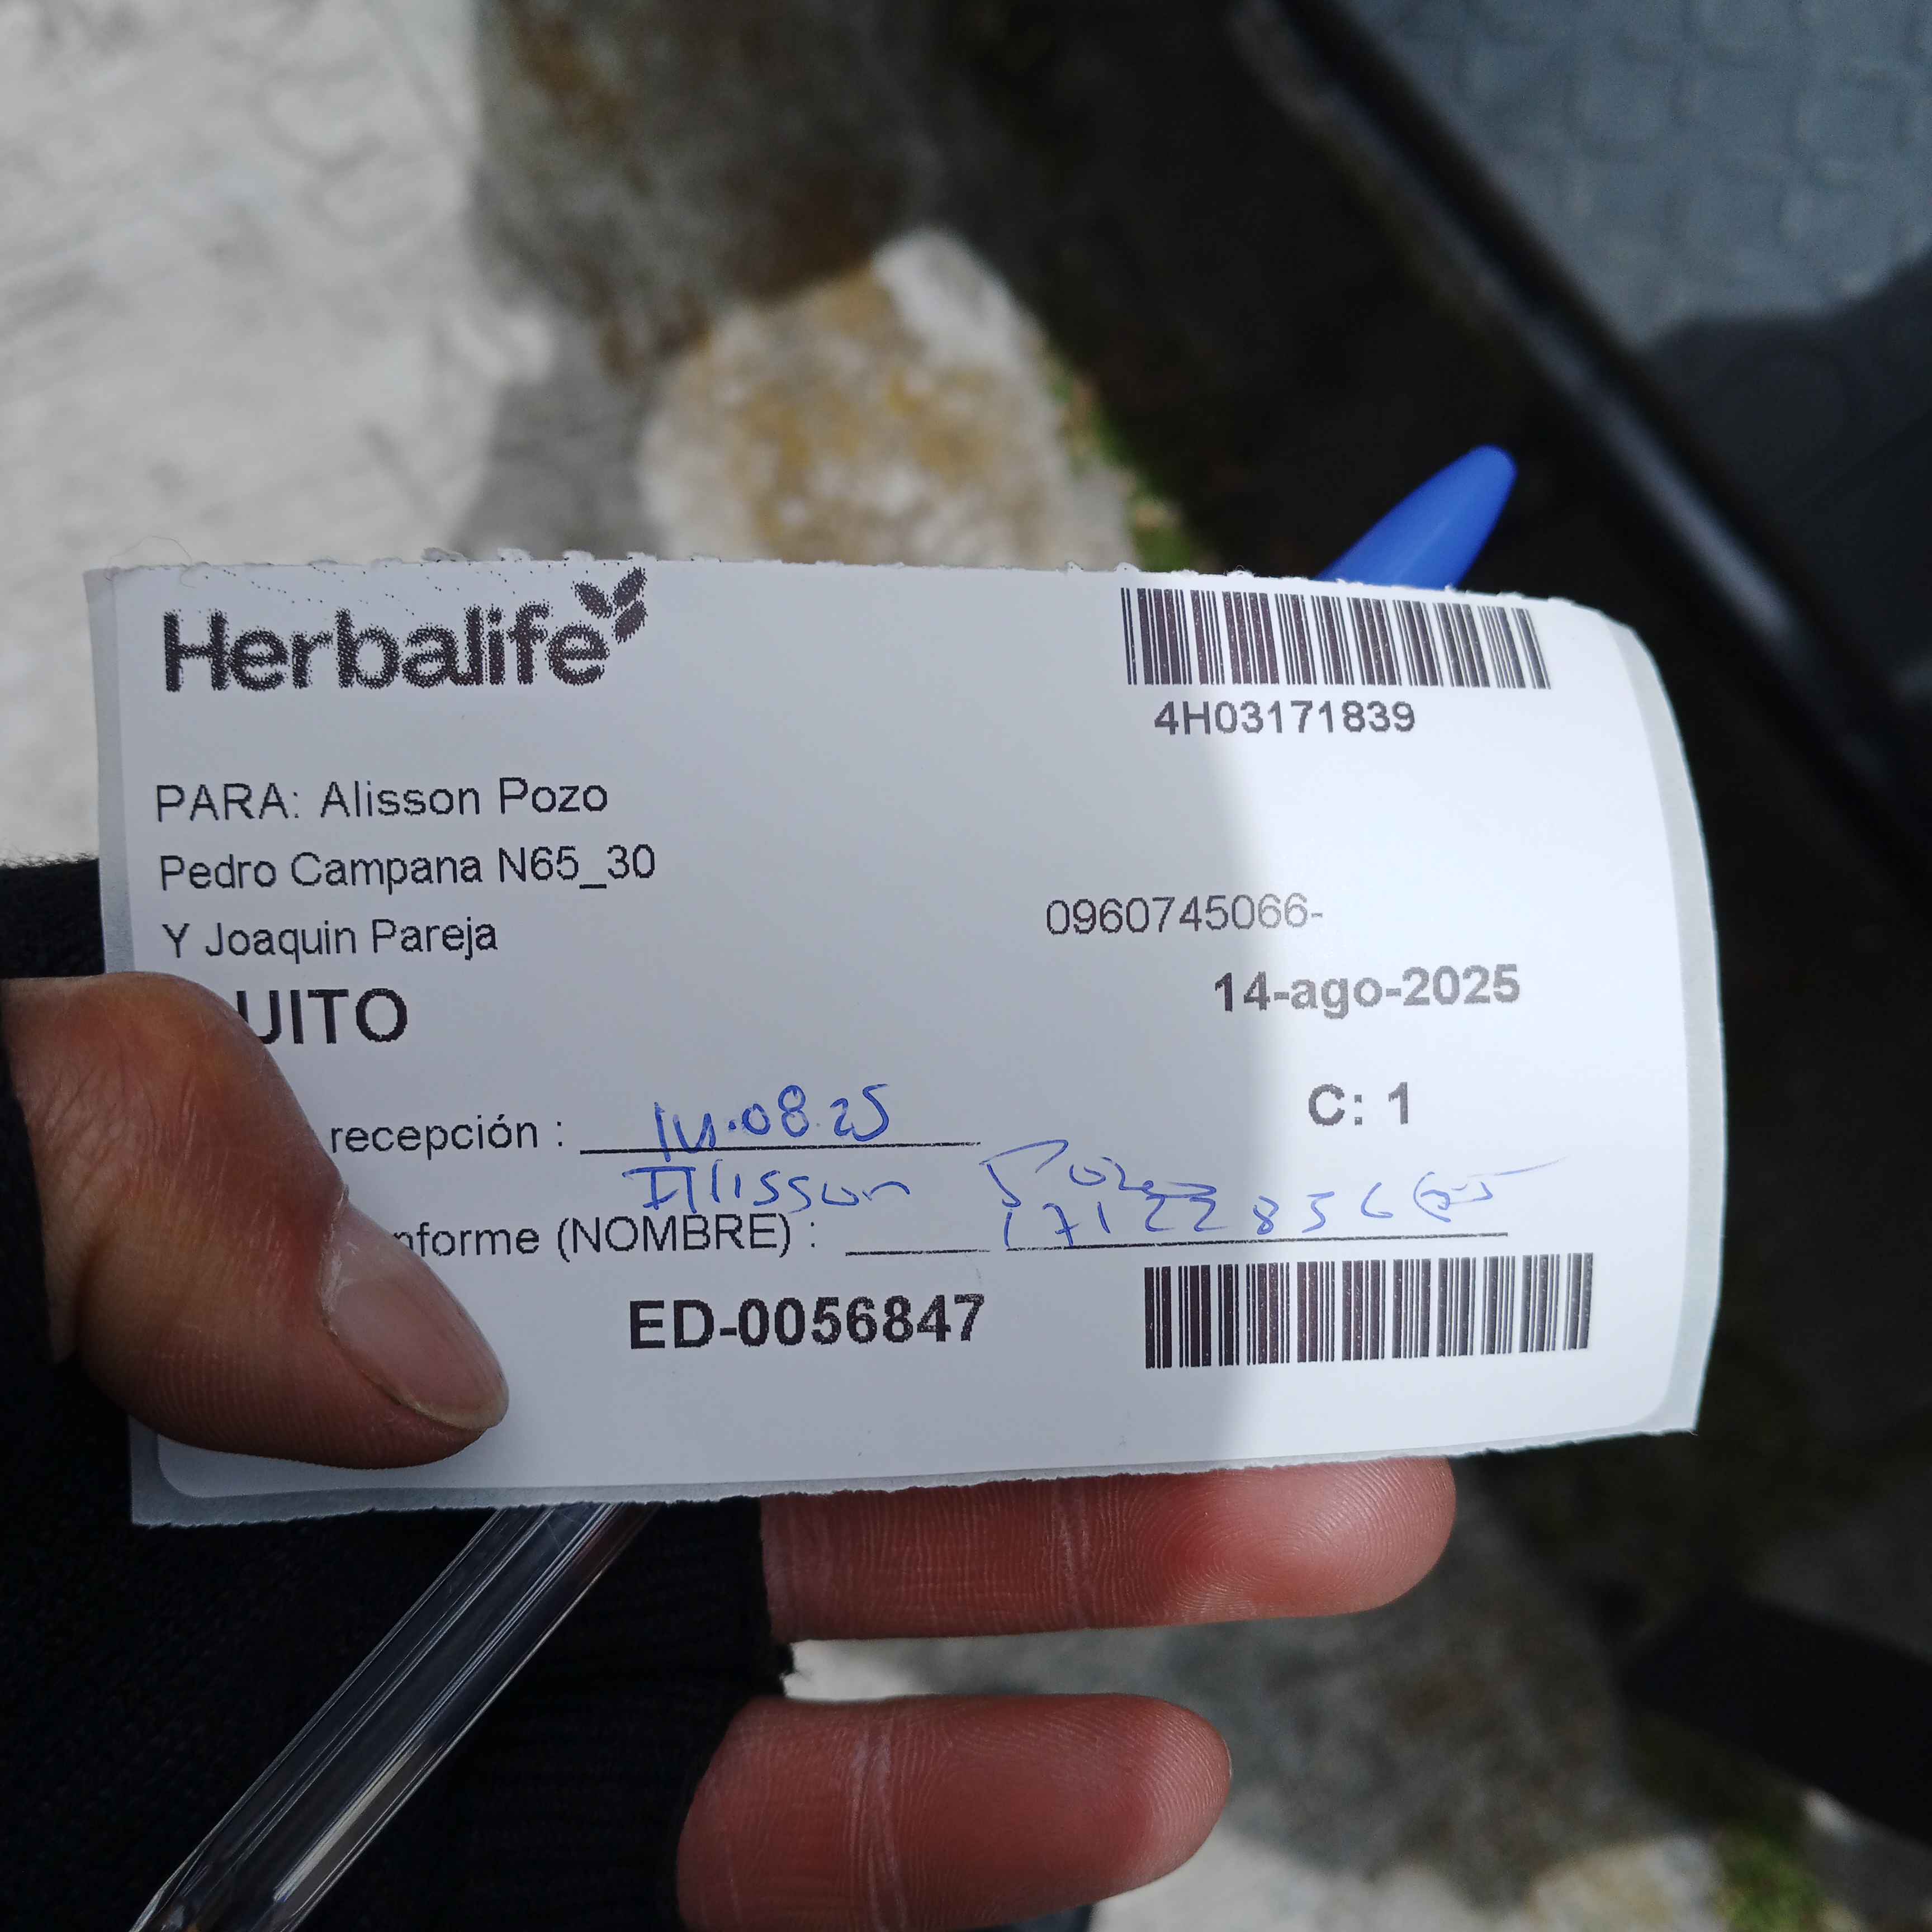 Herbalife
4H03171839
PARA: Alisson Pozo
Pedro Campana N65_30
Y Joaquin Pareja
0960745066-
UITO
14-ago-2025
C: 1
recepción : 14.08.25
Alisson Pozo
nforme (NOMBRE) :
ED-0056847